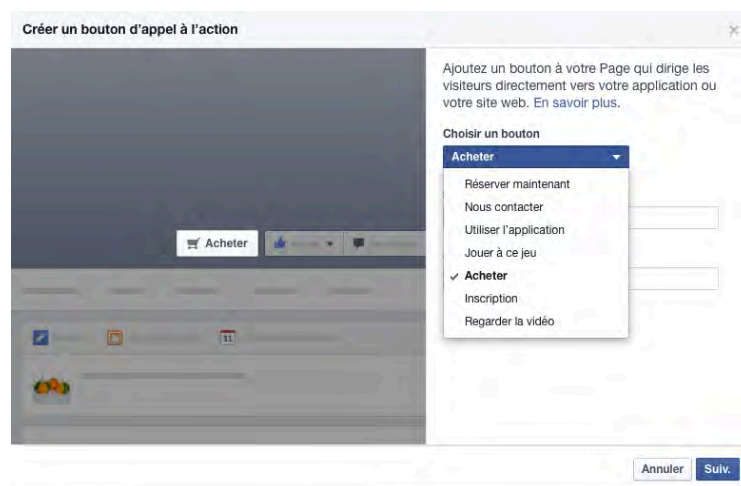 Créer un bouton d'appel à l'action
Ajoutez un bouton à votre Page qui dirige les
visiteurs directement vers votre application ou
votre site web. En savoir plus.
Choisir un bouton
Acheter
Réserver maintenant
Nous contacter
Utiliser l'application
Jouer à ce jeu
Acheter
Inscription
Regarder la vidéo
Acheter
31
Annuler
Suiv.